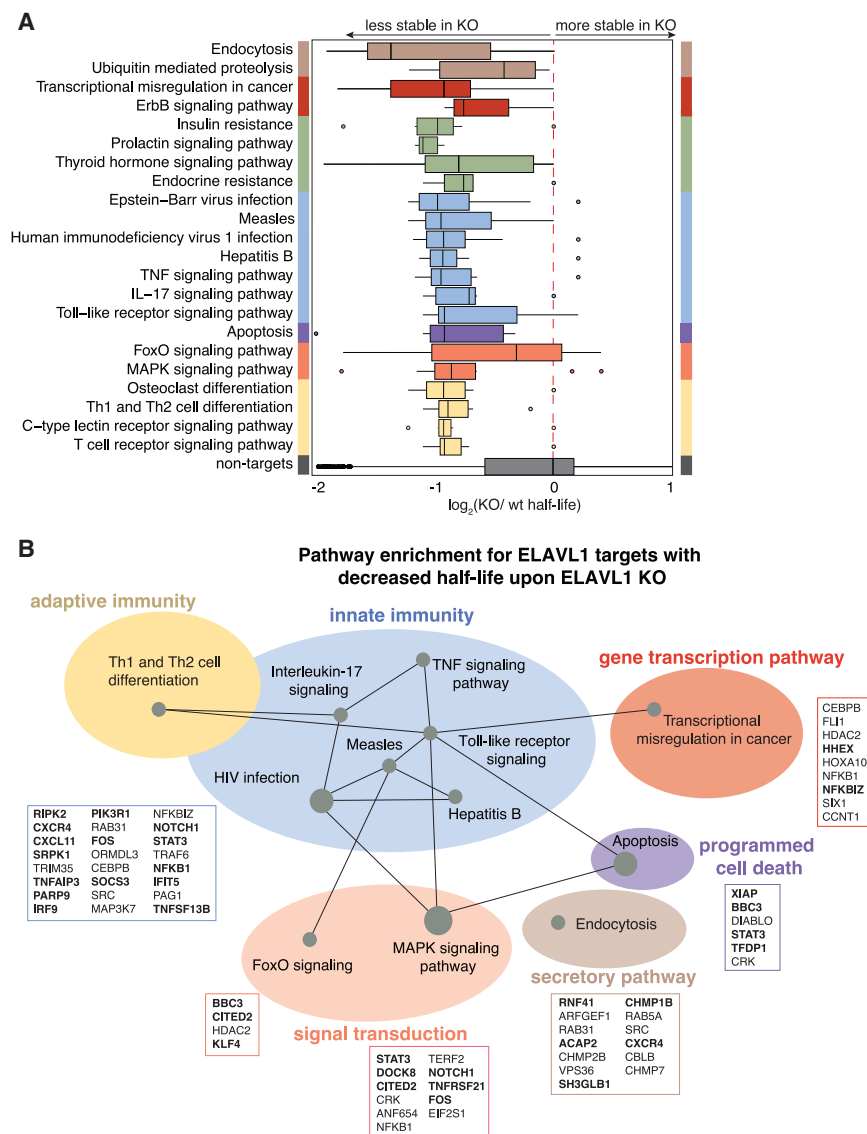 A
less stable in KO
more stable in KO
Endocytosis
Ubiquitin mediated proteolysis
Transcriptional misregulation in cancer
ErbB signaling pathway
Insulin resistance
Prolactin signaling pathway
Thyroid hormone signaling pathway
Endocrine resistance
Epstein−Barr virus infection
Measles
Human immunodeficiency virus 1 infection
Hepatitis B
TNF signaling pathway
IL−17 signaling pathway
Toll−like receptor signaling pathway
Apoptosis
FoxO signaling pathway
MAPK signaling pathway
Osteoclast differentiation
Th1 and Th2 cell differentiation
C−type lectin receptor signaling pathway
T cell receptor signaling pathway
non-targets
-2 -1 0 1
log2(KO/ wt half-life)
B
Pathway enrichment for ELAVL1 targets with
decreased half-life upon ELAVL1 KO
adaptive immunity
innate immunity
Th1 and Th2 cell
differentiation
Interleukin-17
signaling
TNF signaling
pathway
Measles
Toll-like receptor
signaling
HIV infection
Hepatitis B
gene transcription pathway
Transcriptional
misregulation in cancer
CEBPB
FLI1
HDAC2
HHEX
HOXA10
NFKB1
NFKBIZ
SIX1
CCNT1
RIPK2 PIK3R1 NFKBIZ
CXCR4 RAB31 NOTCH1
CXCL11 FOS STAT3
SRPK1 ORMDL3 TRAF6
TRIM35 CEBPB NFKB1
TNFAIP3 SOCS3 IFIT5
PARP9 SRC PAG1
IRF9 MAP3K7 TNFSF13B
Apoptosis
programmed
cell death
XIAP
BBC3
DIABLO
STAT3
TFDP1
CRK
FoxO signaling
MAPK signaling
pathway
signal transduction
BBC3
CITED2
HDAC2
KLF4
STAT3 TERF2
DOCK8 NOTCH1
CITED2 TNFRSF21
CRK FOS
ANF654 EIF2S1
NFKB1
Endocytosis
secretory pathway
RNF41 CHMP1B
ARFGEF1 RAB5A
RAB31 SRC
ACAP2 CXCR4
CHMP2B CBLB
VPS36 CHMP7
SH3GLB1